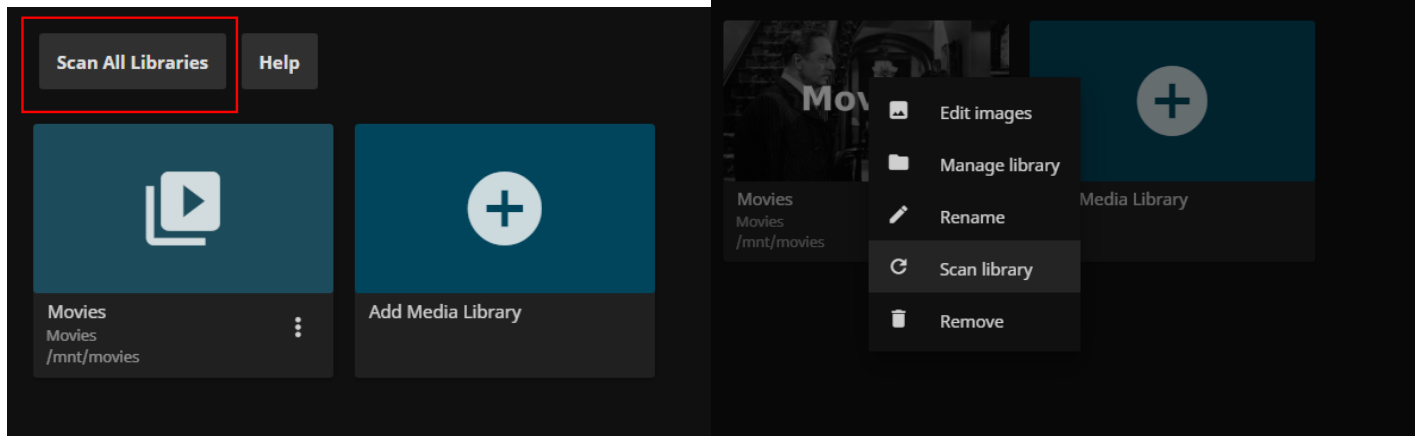 Scan All Libraries
Help
Movies
Movies
/mnt/movies
Add Media Library
Mov
Movies
Movies
/mnt/movies
Media Library
Edit images
Manage library
Rename
Scan library
Remove